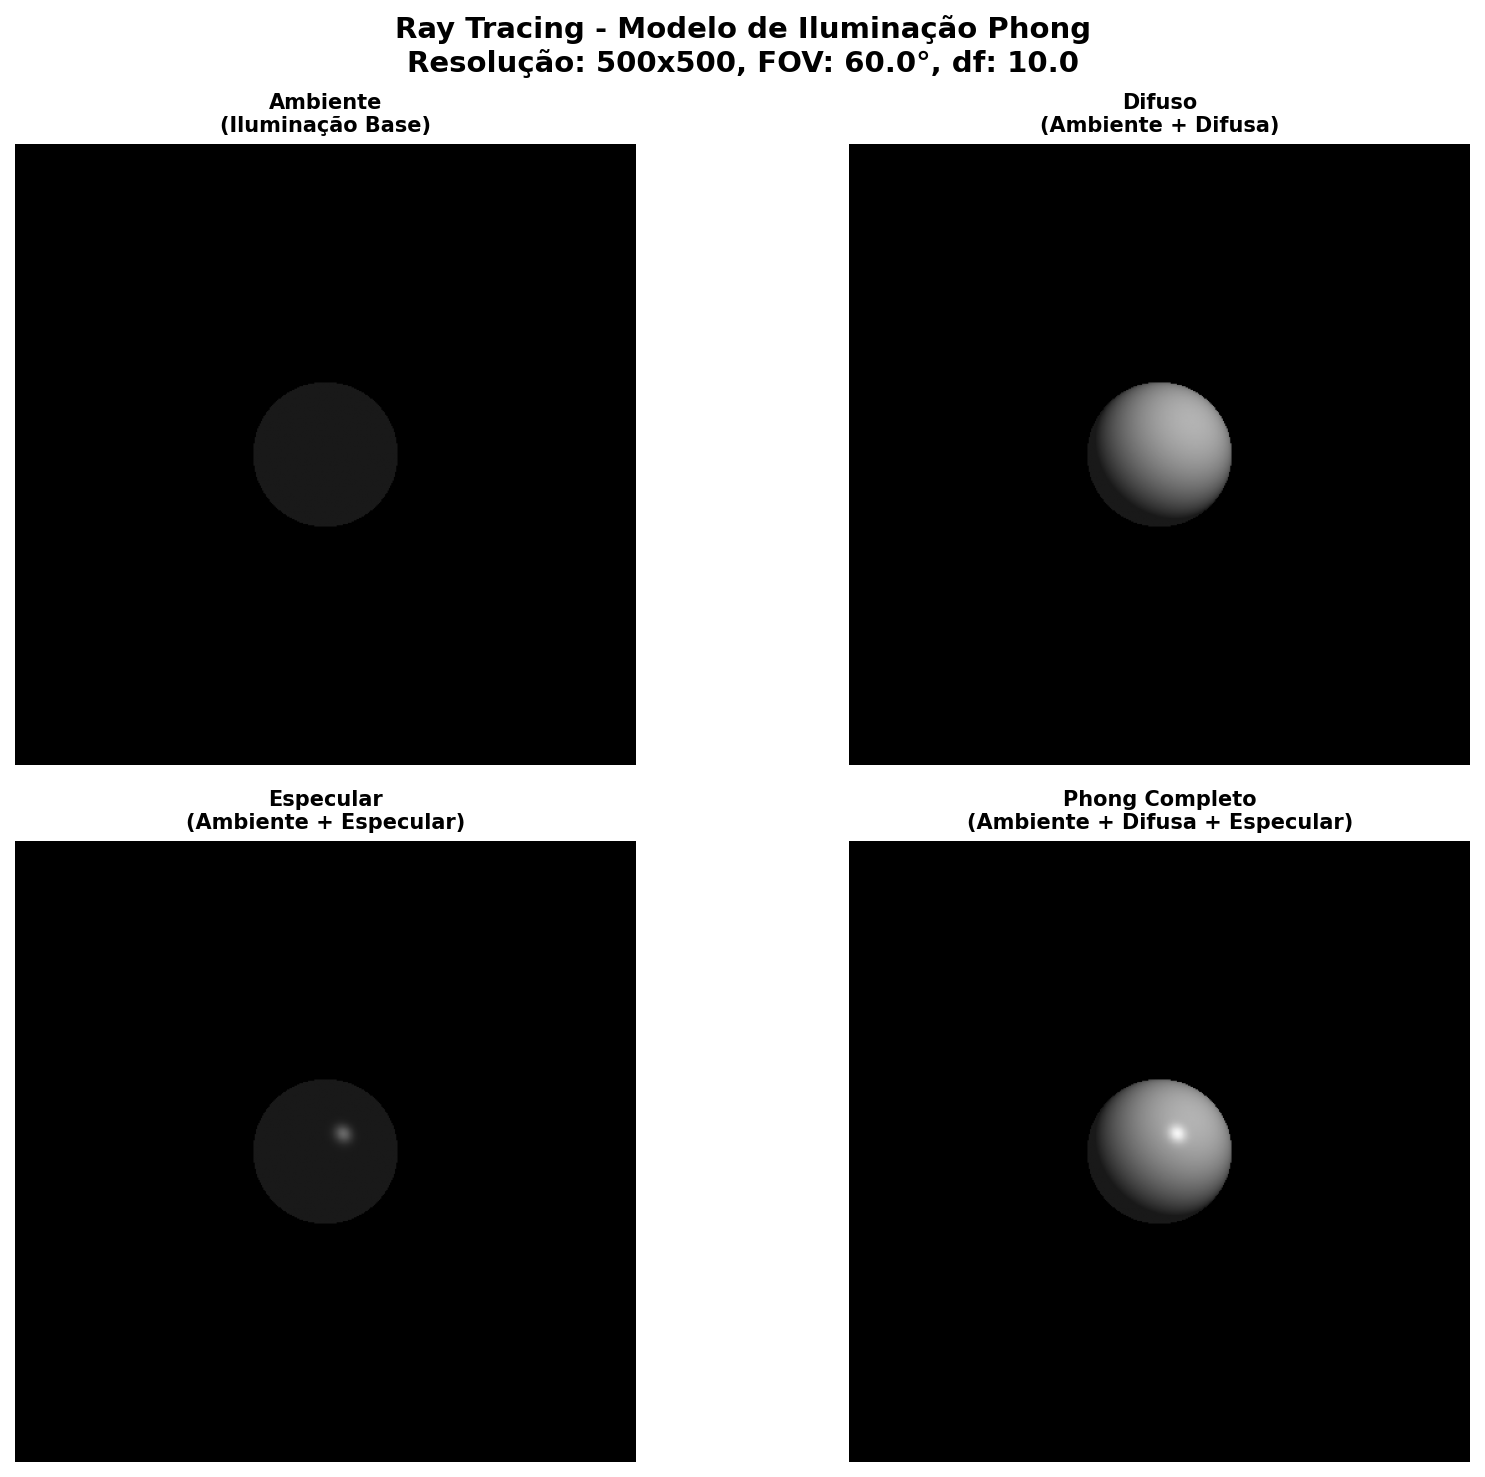 Ray Tracing - Modelo de Iluminação Phong
Resolução: 500x500, FOV: 60.0°, df: 10.0
Ambiente
(Iluminação Base)
Difuso
(Ambiente + Difusa)
Especular
(Ambiente + Especular)
Phong Completo
(Ambiente + Difusa + Especular)